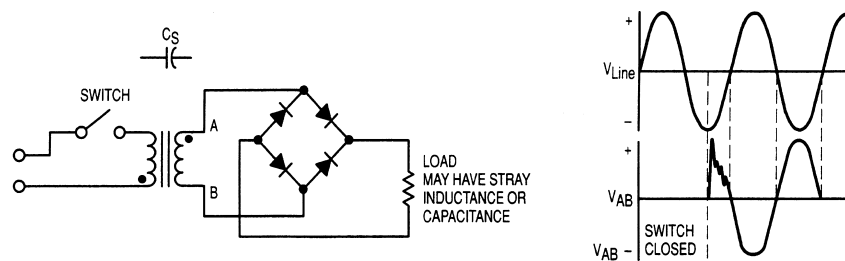 CS
SWITCH
A
B
LOAD
MAY HAVE STRAY
INDUCTANCE OR
CAPACITANCE
+
VLine
–
+
VAB
VAB –
SWITCH
CLOSED